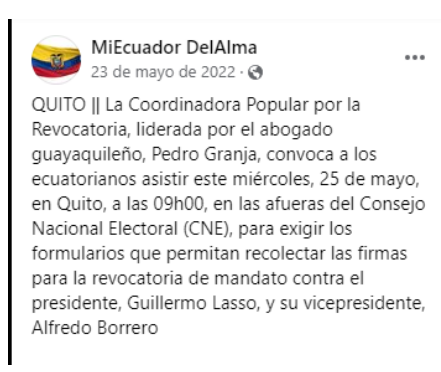 MiEcuador DelAlma
23 de mayo de 2022 ·
QUITO || La Coordinadora Popular por la
Revocatoria, liderada por el abogado
guayaquileño, Pedro Granja, convoca a los
ecuatorianos asistir este miércoles, 25 de mayo,
en Quito, a las 09h00, en las afueras del Consejo
Nacional Electoral (CNE), para exigir los
formularios que permitan recolectar las firmas
para la revocatoria de mandato contra el
presidente, Guillermo Lasso, y su vicepresidente,
Alfredo Borrero